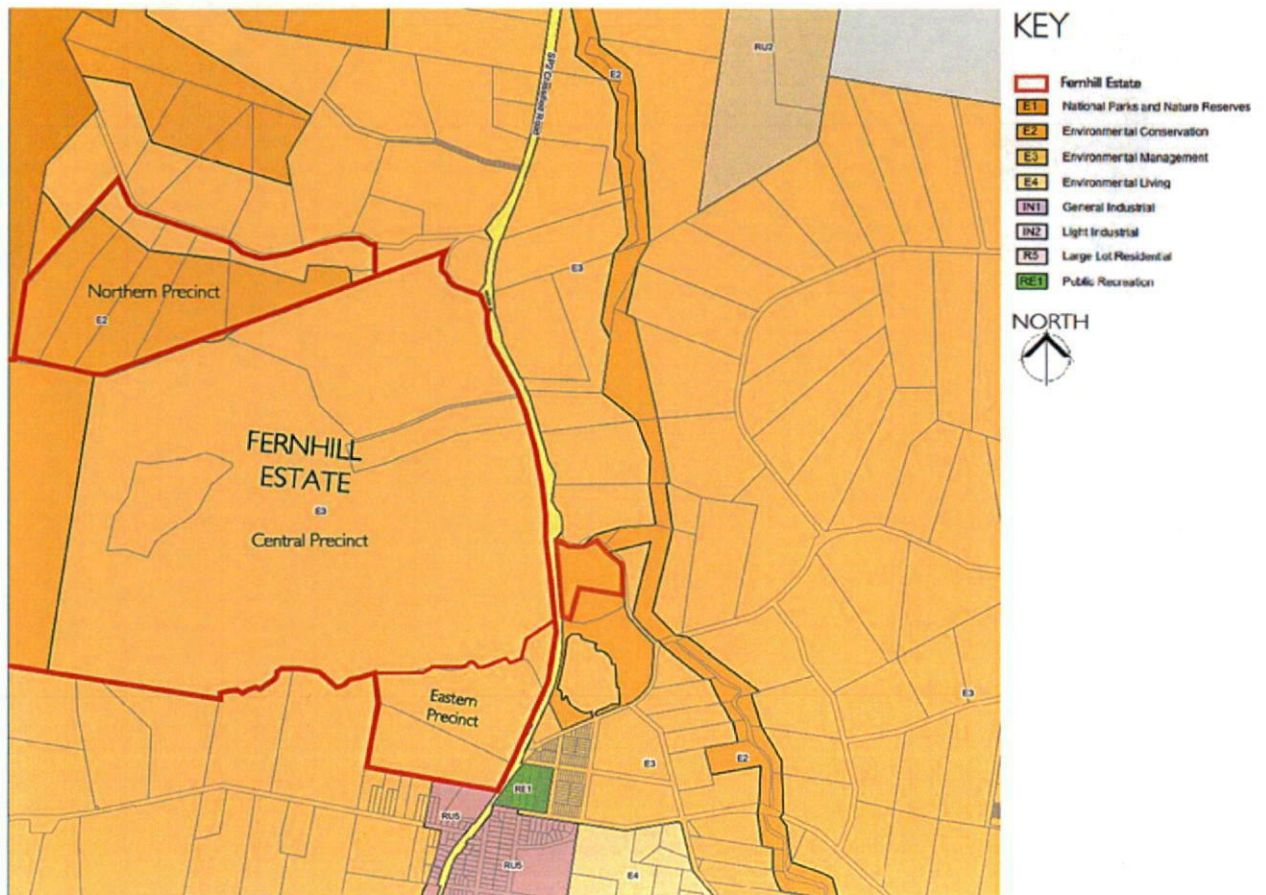 KEY
Fernhill Estate
E1 National Parks and Nature Reserves
E2 Environmental Conservation
E3 Environmental Management
E4 Environmental Living
IN1 General Industrial
IN2 Light Industrial
R5 Large Lot Residential
RE1 Public Recreation
NORTH
RU2
E2
SP2
Road
E3
Northern Precinct
E2
FERNHILL
ESTATE
E3
Central Precinct
Eastern
Precinct
E3
E3
E2
RE1
RU5
RU5
E4